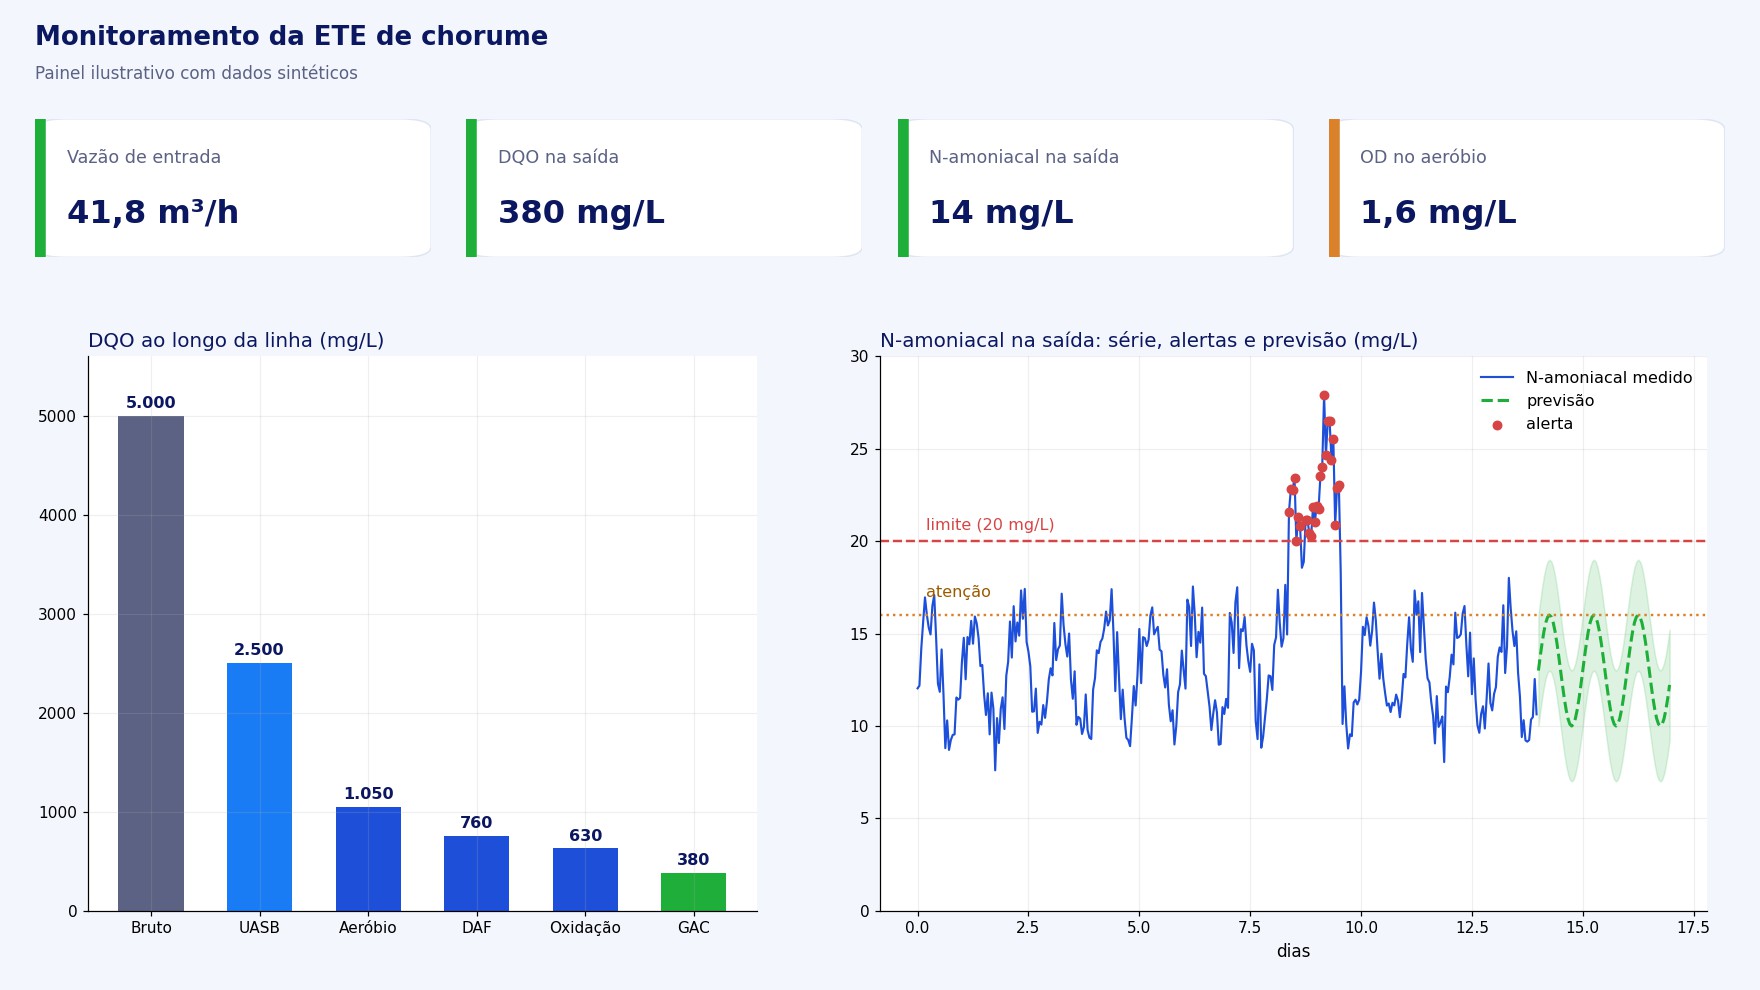 Monitoramento da ETE de chorume
Painel ilustrativo com dados sintéticos
Vazão de entrada
41,8 m³/h
DQO na saída
380 mg/L
N-amoniacal na saída
14 mg/L
OD no aeróbio
1,6 mg/L
DQO ao longo da linha (mg/L)
5000
4000
3000
2000
1000
0
5.000
2.500
1.050
760
630
380
Bruto
UASB
Aeróbio
DAF
Oxidação
GAC
N-amoniacal na saída: série, alertas e previsão (mg/L)
30
25
20
15
10
5
0
N-amoniacal medido
previsão
alerta
limite (20 mg/L)
atenção
0.0
2.5
5.0
7.5
10.0
12.5
15.0
17.5
dias